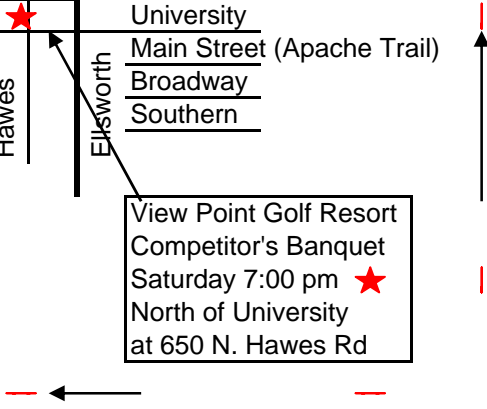 University
Main Street (Apache Trail)
Broadway
Southern
Hawes
Ellsworth
View Point Golf Resort
Competitor's Banquet
Saturday 7:00 pm
North of University
at 650 N. Hawes Rd